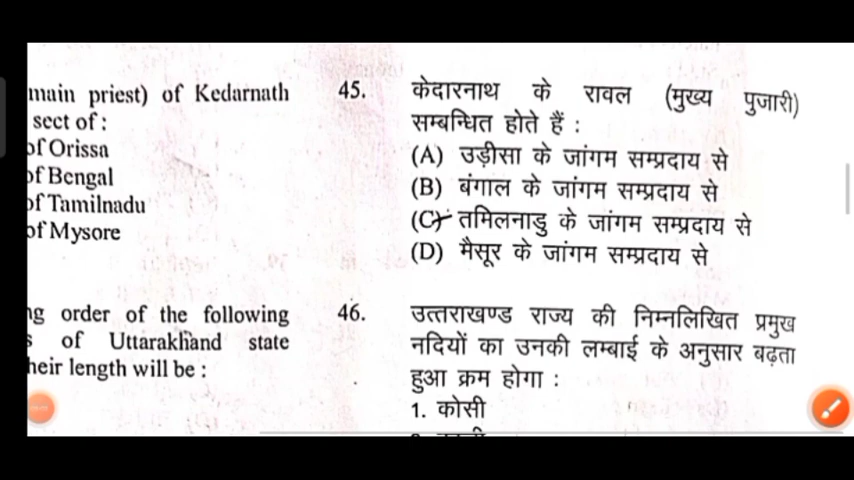 main priest) of Kedarnath
sect of :
of Orissa
of Bengal
of Tamilnadu
of Mysore
ng order of the following
of Uttarakhand state
heir length will be :
45. केदारनाथ के रावल (मुख्य पुजारी)
सम्बन्धित होते हैं :
(A) उड़ीसा के जांगम सम्प्रदाय से
(B) बंगाल के जांगम सम्प्रदाय से
(C) तमिलनाडु के जांगम सम्प्रदाय से
(D) मैसूर के जांगम सम्प्रदाय से
46. उत्तराखण्ड राज्य की निम्नलिखित प्रमुख
नदियों का उनकी लम्बाई के अनुसार बढ़ता
हुआ क्रम होगा :
1. कोसी